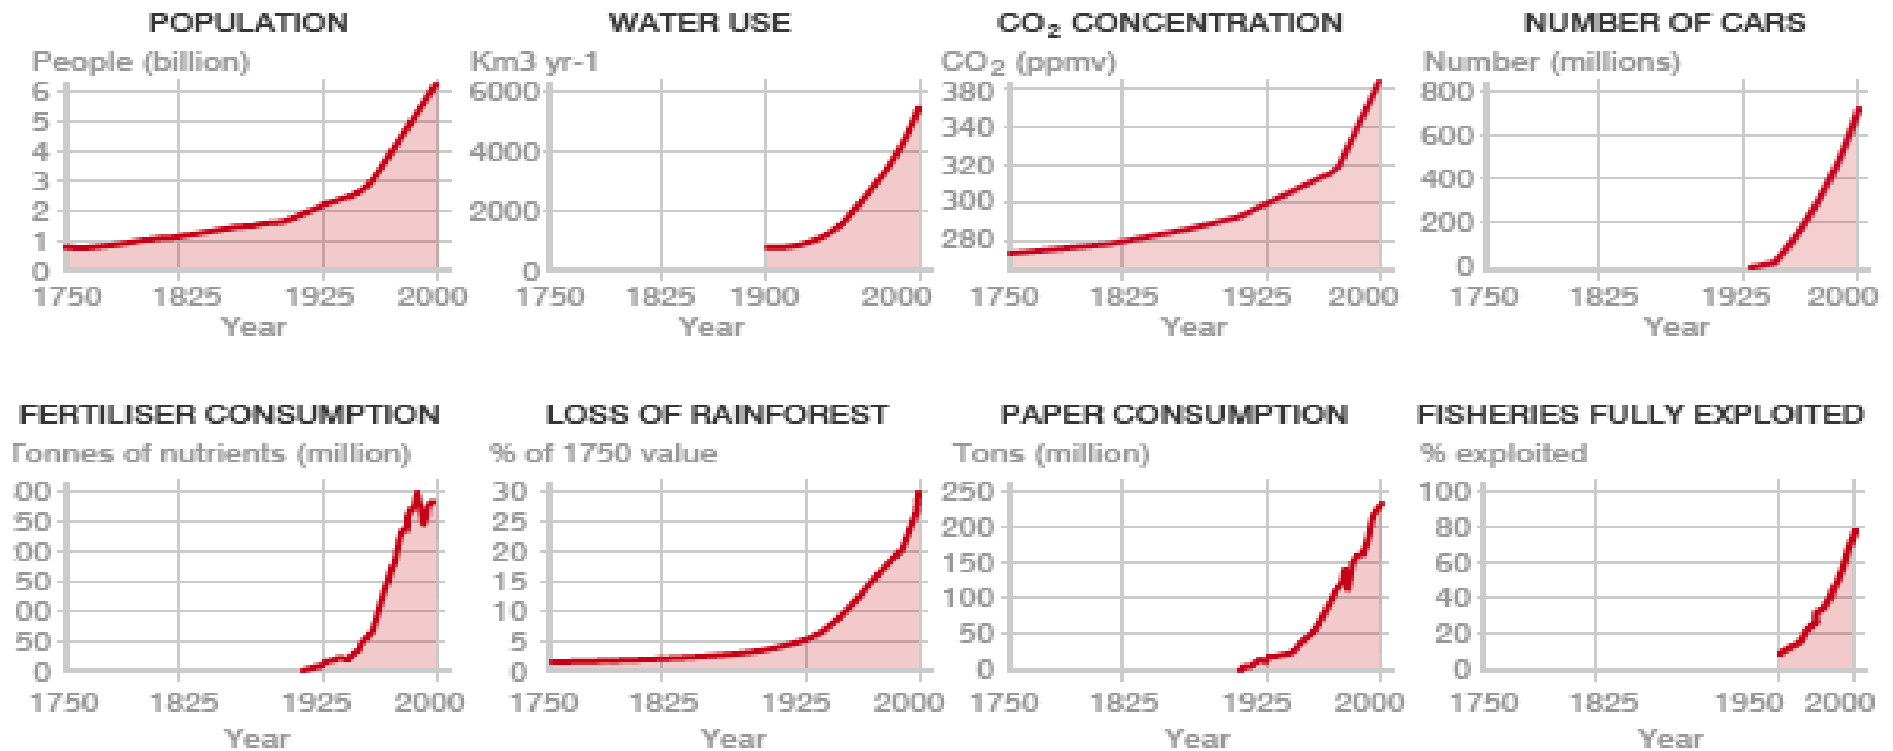 POPULATION
People (billion)
6
5
4
3
2
1
0
1750 1825 1925 2000
Year
WATER USE
Km3 yr-1
6000
4000
2000
0
1750 1825 1900 2000
Year
CO₂ CONCENTRATION
CO₂ (ppmv)
380
340
320
300
280
1750 1825 1925 2000
Year
NUMBER OF CARS
Number (millions)
800
600
400
200
0
1750 1825 1925 2000
Year
FERTILISER CONSUMPTION
Tonnes of nutrients (million)
00
50
00
50
00
50
0
1750 1825 1925 2000
Year
LOSS OF RAINFOREST
% of 1750 value
30
25
20
15
10
5
0
1750 1825 1925 2000
Year
PAPER CONSUMPTION
Tons (million)
250
200
150
100
50
0
1750 1825 1925 2000
Year
FISHERIES FULLY EXPLOITED
% exploited
100
80
60
40
20
0
1750 1825 1950 2000
Year